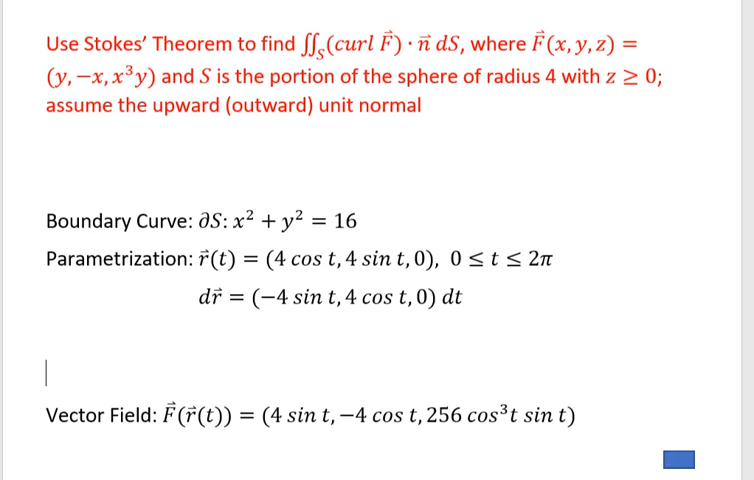 Use Stokes’ Theorem to find ∬ₛ(curl F⃗) · n⃗ dS, where F⃗(x, y, z) =
(y, −x, x³y) and S is the portion of the sphere of radius 4 with z ≥ 0;
assume the upward (outward) unit normal
Boundary Curve: ∂S: x² + y² = 16
Parametrization: r⃗(t) = (4 cos t, 4 sin t, 0), 0 ≤ t ≤ 2π
dr⃗ = (−4 sin t, 4 cos t, 0) dt
Vector Field: F⃗(r⃗(t)) = (4 sin t, −4 cos t, 256 cos³t sin t)